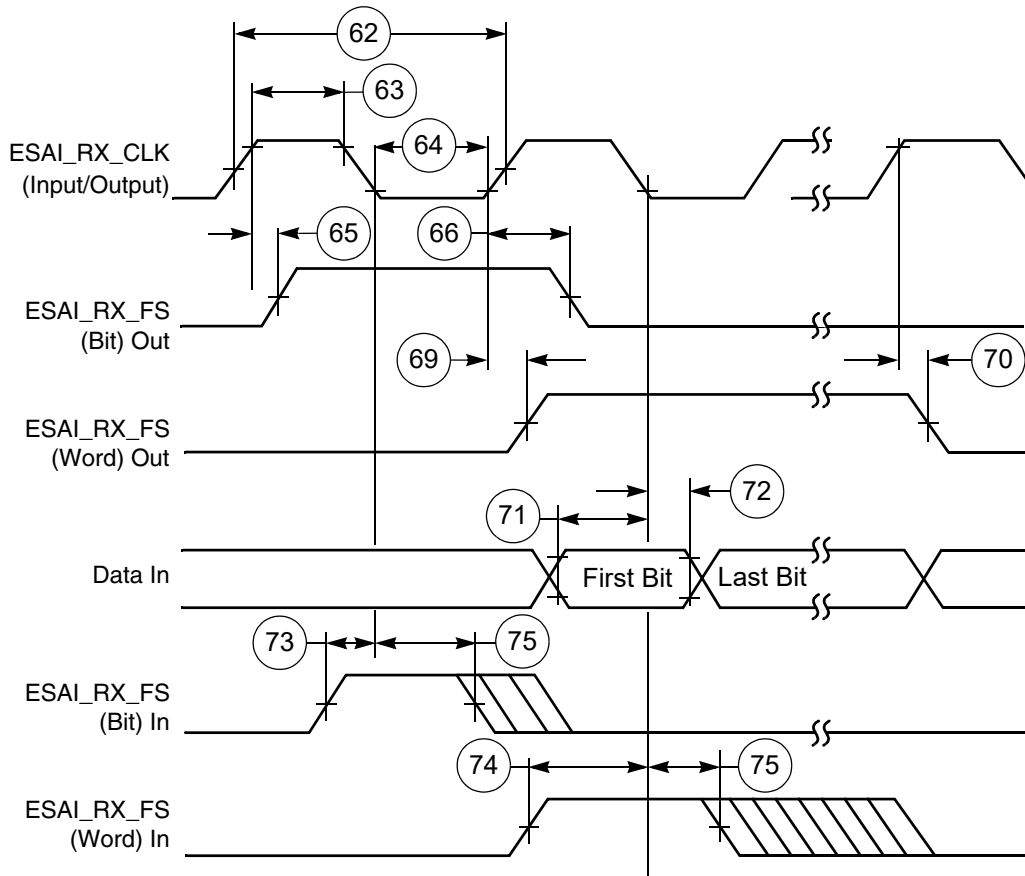 62
63
ESAI_RX_CLK
(Input/Output)
64
65
66
ESAI_RX_FS
(Bit) Out
69
70
ESAI_RX_FS
(Word) Out
71
72
Data In
First Bit
Last Bit
73
75
ESAI_RX_FS
(Bit) In
74
75
ESAI_RX_FS
(Word) In